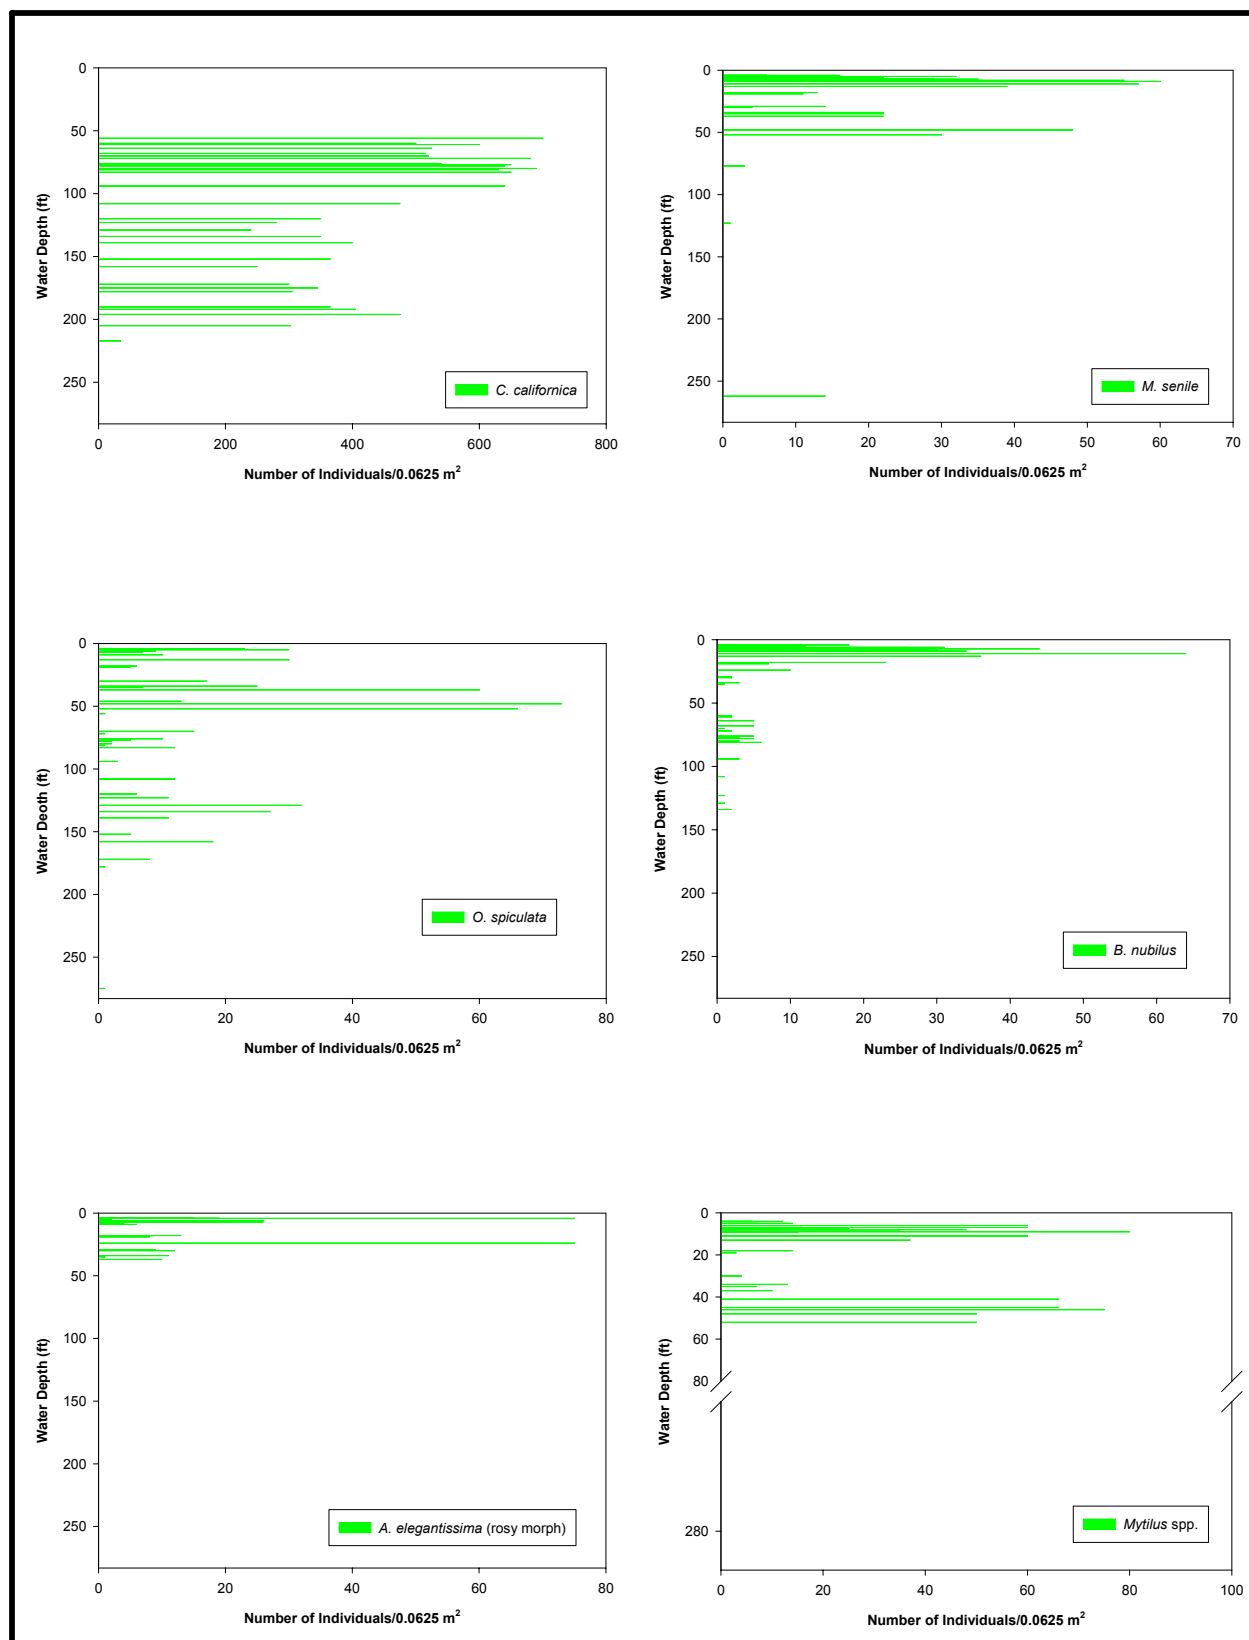 0
50
100
150
200
250
Water Depth (ft)
C. californica
0 200 400 600 800
Number of Individuals/0.0625 m²
0
50
100
150
200
250
Water Depth (ft)
M. senile
0 10 20 30 40 50 60 70
Number of Individuals/0.0625 m²
0
50
100
150
200
250
Water Deoth (ft)
O. spiculata
0 20 40 60 80
Number of Individuals/0.0625 m²
0
50
100
150
200
250
Water Depth (ft)
B. nubilus
0 10 20 30 40 50 60 70
Number of Individuals/0.0625 m²
0
50
100
150
200
250
Water Depth (ft)
A. elegantissima (rosy morph)
0 20 40 60 80
Number of Individuals/0.0625 m²
0
20
40
60
80
280
Water Depth (ft)
Mytilus spp.
0 20 40 60 80 100
Number of Individuals/0.0625 m²